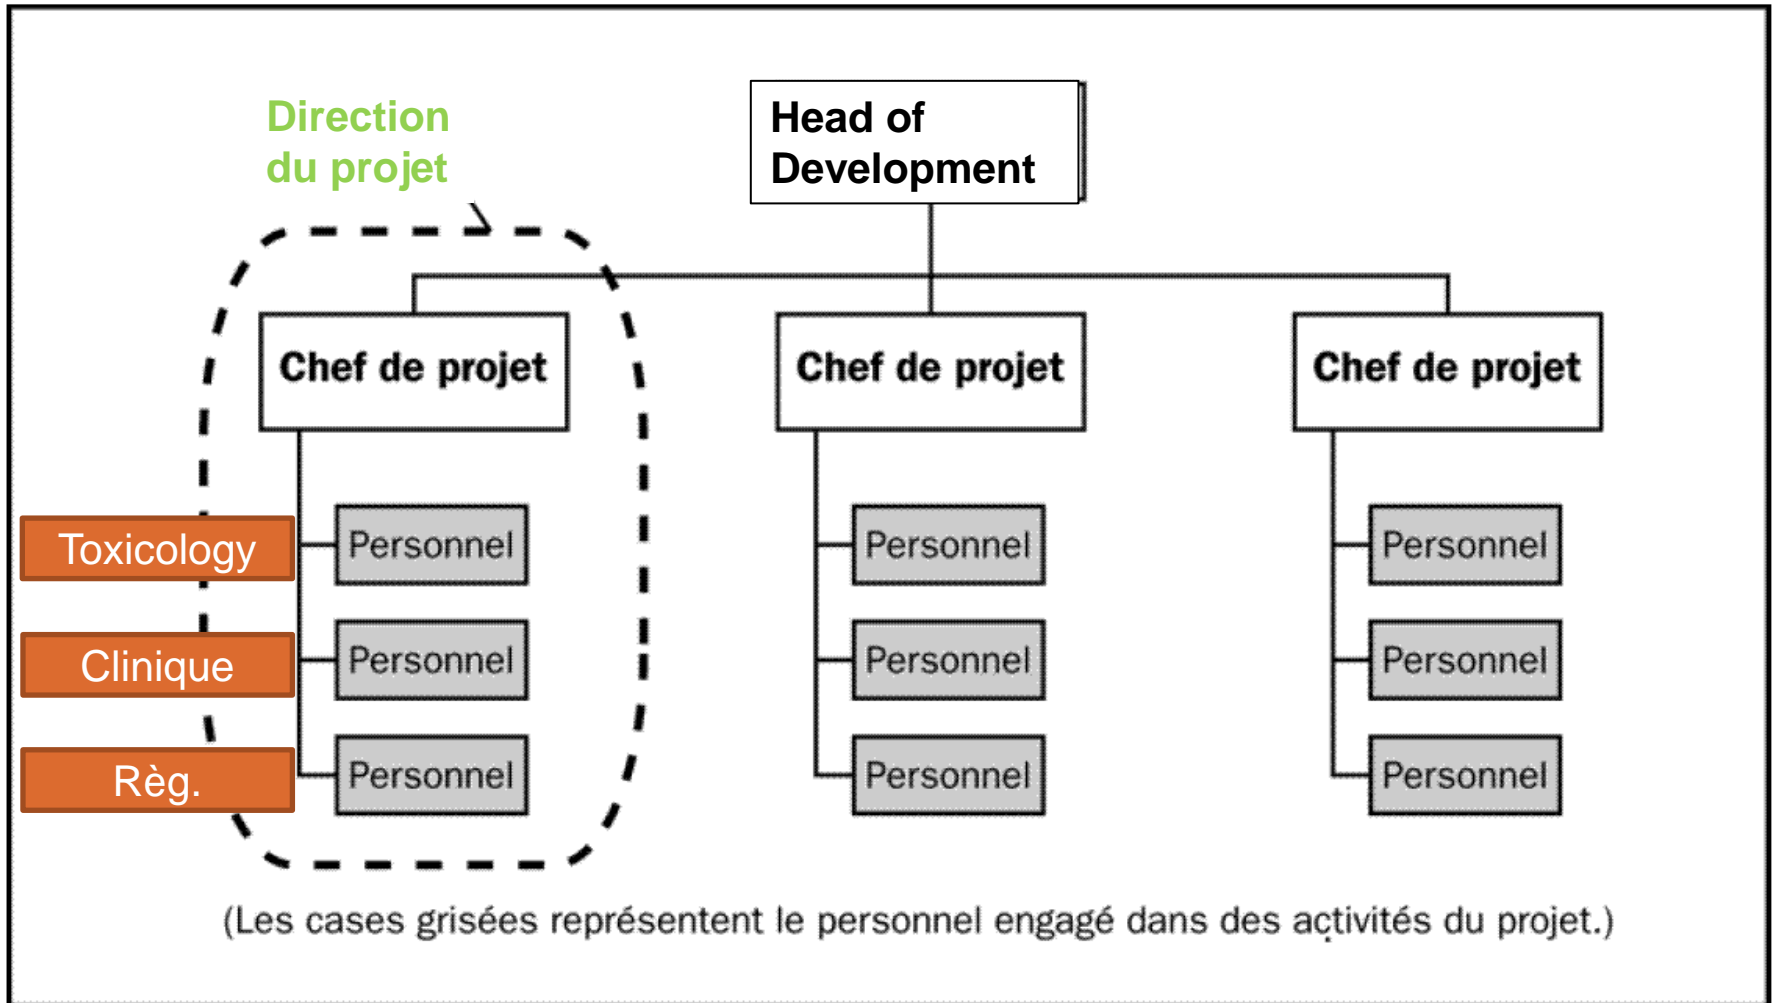 Direction
du projet
Head of
Development
Chef de projet
Chef de projet
Chef de projet
Toxicology
Personnel
Personnel
Personnel
Clinique
Personnel
Personnel
Personnel
Règ.
Personnel
Personnel
Personnel
(Les cases grisées représentent le personnel engagé dans des activités du projet.)